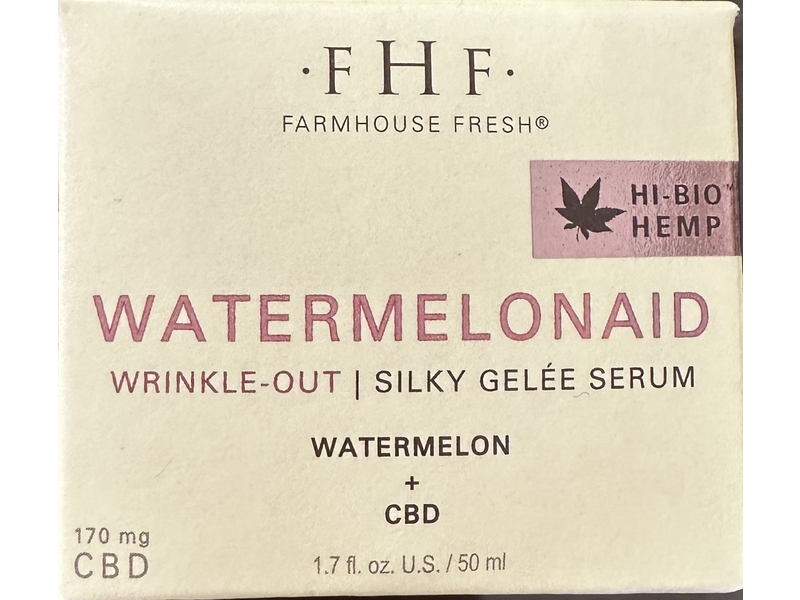 ·FHF·
FARMHOUSE FRESH®
HI-BIO™
HEMP
WATERMELONAID
WRINKLE-OUT | SILKY GELÉE SERUM
WATERMELON
+
CBD
170 mg
CBD
1.7 fl. oz. U.S. / 50 ml